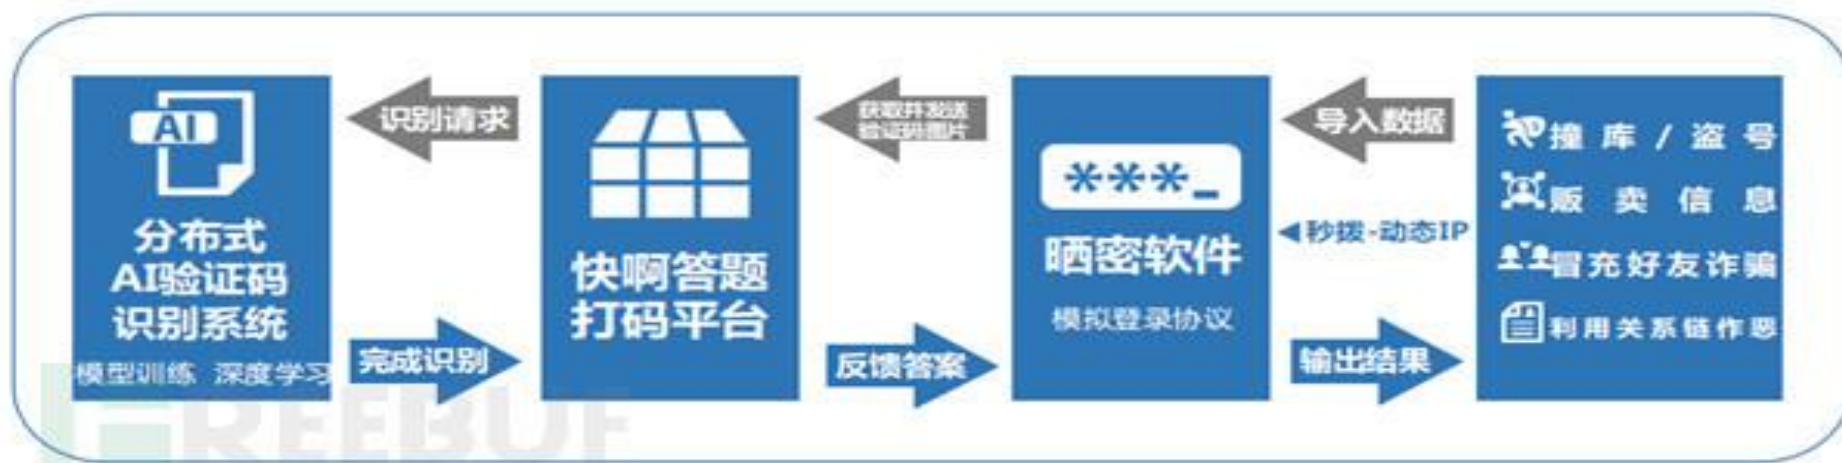 AI
分布式
AI验证码
识别系统
模型训练 深度学习
识别请求
完成识别
快啊答题
打码平台
获取并发送
验证码图片
反馈答案
***_
晒密软件
模拟登录协议
导入数据
秒拨-动态IP
输出结果
撞库/盗号
贩卖信息
冒充好友诈骗
利用关系链作恶
REEBUF